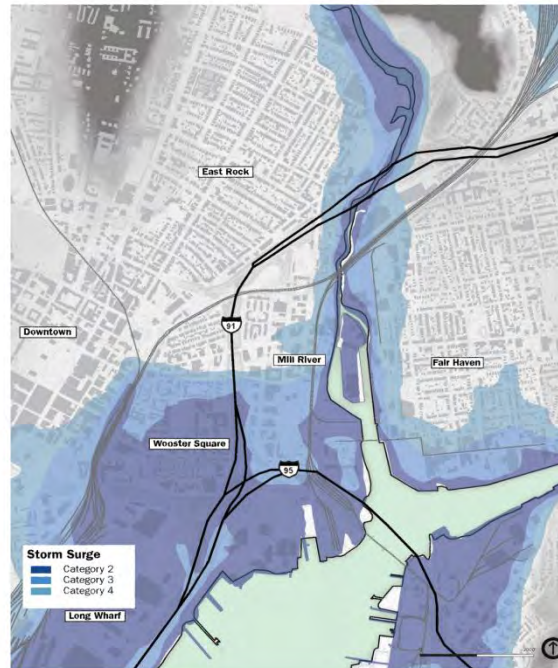 East Rock
91
Downtown
Mill River
Fair Haven
Wooster Square
95
Storm Surge
Category 2
Category 3
Category 4
Long Wharf